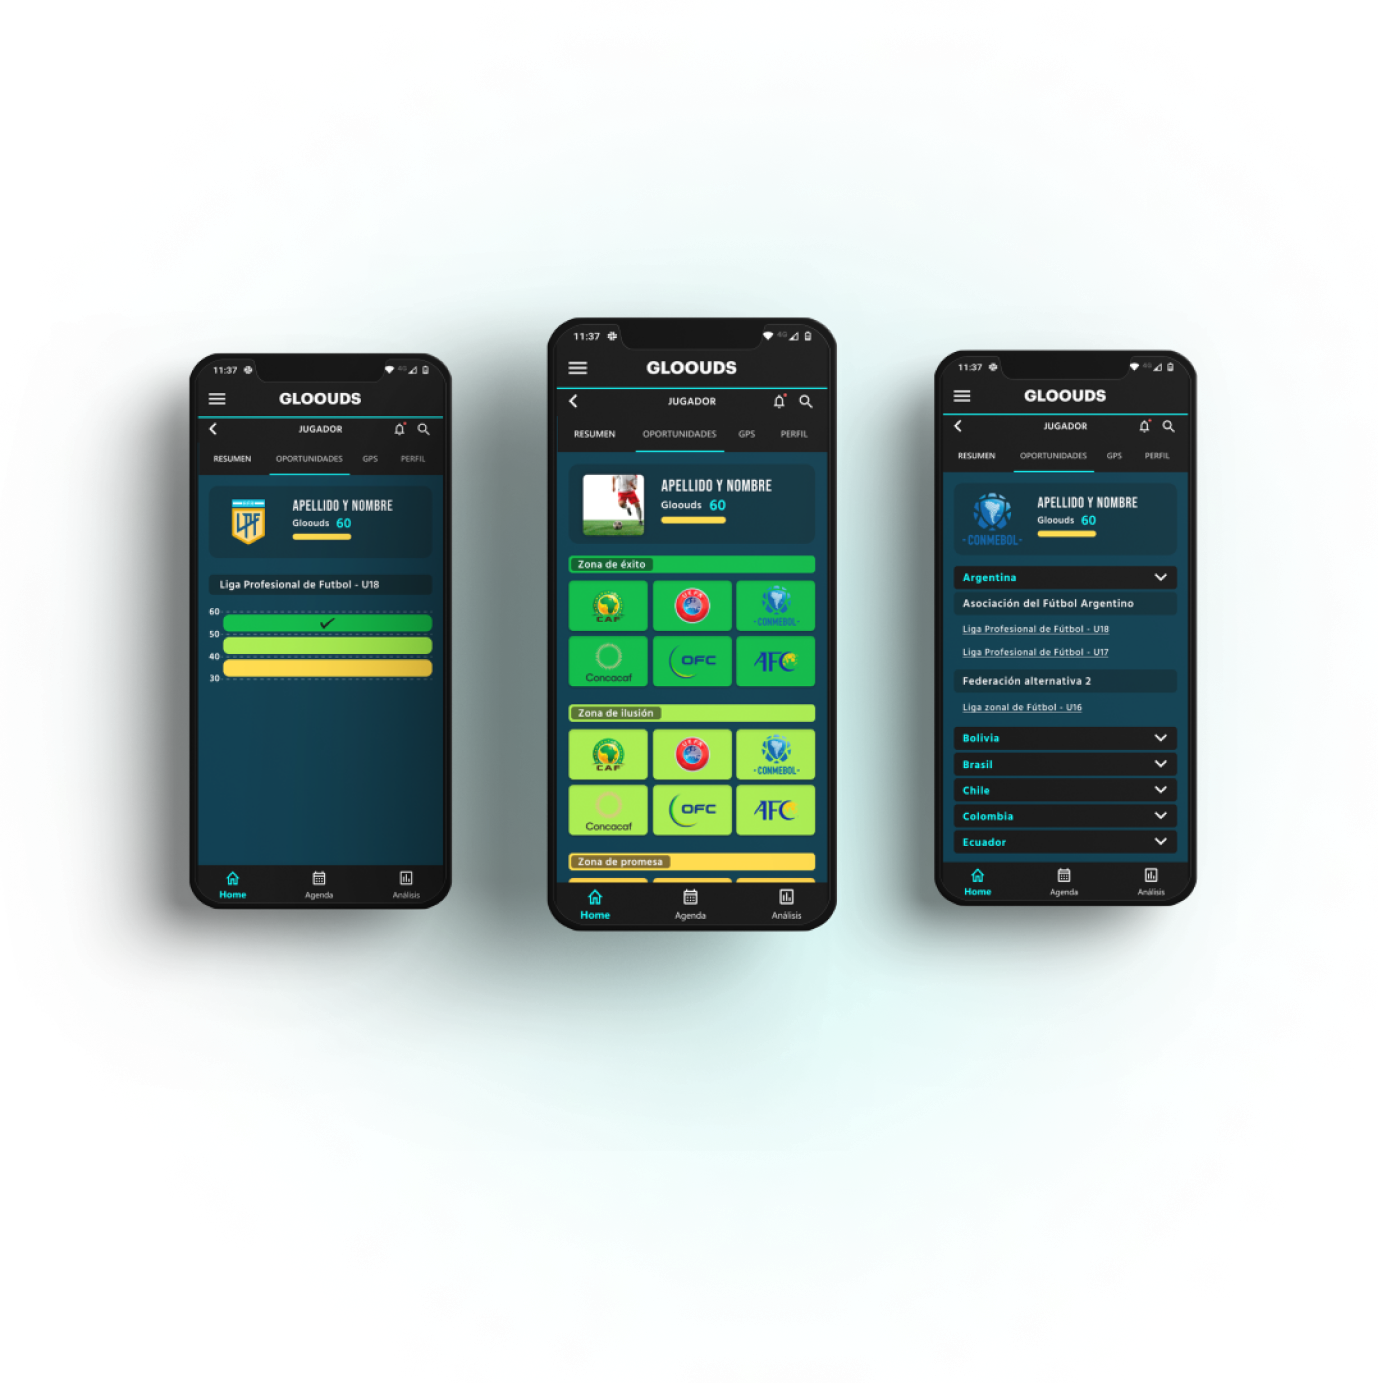 11:37
4G
GLOOUDS
JUGADOR
RESUMEN OPORTUNIDADES GPS PERFIL
LPF
APELLIDO Y NOMBRE
Gloouds 60
Liga Profesional de Futbol - U18
60
50
40
30
Home Agenda Análisis
11:37
4G
GLOOUDS
JUGADOR
RESUMEN OPORTUNIDADES GPS PERFIL
APELLIDO Y NOMBRE
Gloouds 60
Zona de éxito
CAF UEFA CONMEBOL
Concacaf OFC AFC
Zona de ilusión
CAF UEFA CONMEBOL
Concacaf OFC AFC
Zona de promesa
Home Agenda Análisis
11:37
4G
GLOOUDS
JUGADOR
RESUMEN OPORTUNIDADES GPS PERFIL
CONMEBOL
APELLIDO Y NOMBRE
Gloouds 60
Argentina
Asociación del Fútbol Argentino
Liga Profesional de Fútbol - U18
Liga Profesional de Fútbol - U17
Federación alternativa 2
Liga zonal de Fútbol - U16
Bolivia
Brasil
Chile
Colombia
Ecuador
Home Agenda Análisis